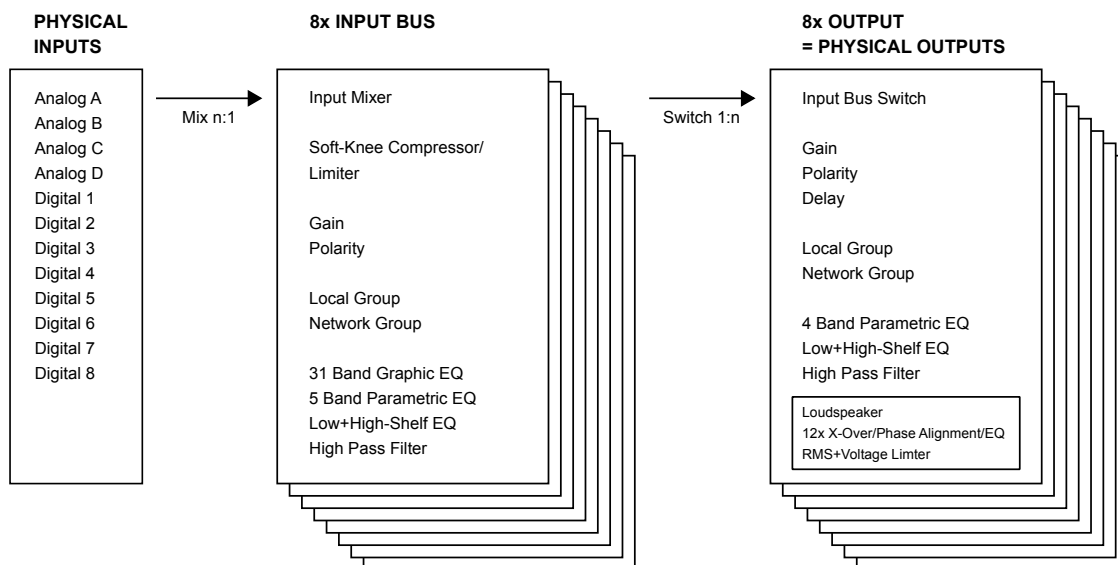 PHYSICAL
INPUTS
Analog A
Analog B
Analog C
Analog D
Digital 1
Digital 2
Digital 3
Digital 4
Digital 5
Digital 6
Digital 7
Digital 8
Mix n:1
8x INPUT BUS
Input Mixer
Soft-Knee Compressor/
Limiter
Gain
Polarity
Local Group
Network Group
31 Band Graphic EQ
5 Band Parametric EQ
Low+High-Shelf EQ
High Pass Filter
Switch 1:n
8x OUTPUT
= PHYSICAL OUTPUTS
Input Bus Switch
Gain
Polarity
Delay
Local Group
Network Group
4 Band Parametric EQ
Low+High-Shelf EQ
High Pass Filter
Loudspeaker
12x X-Over/Phase Alignment/EQ
RMS+Voltage Limter